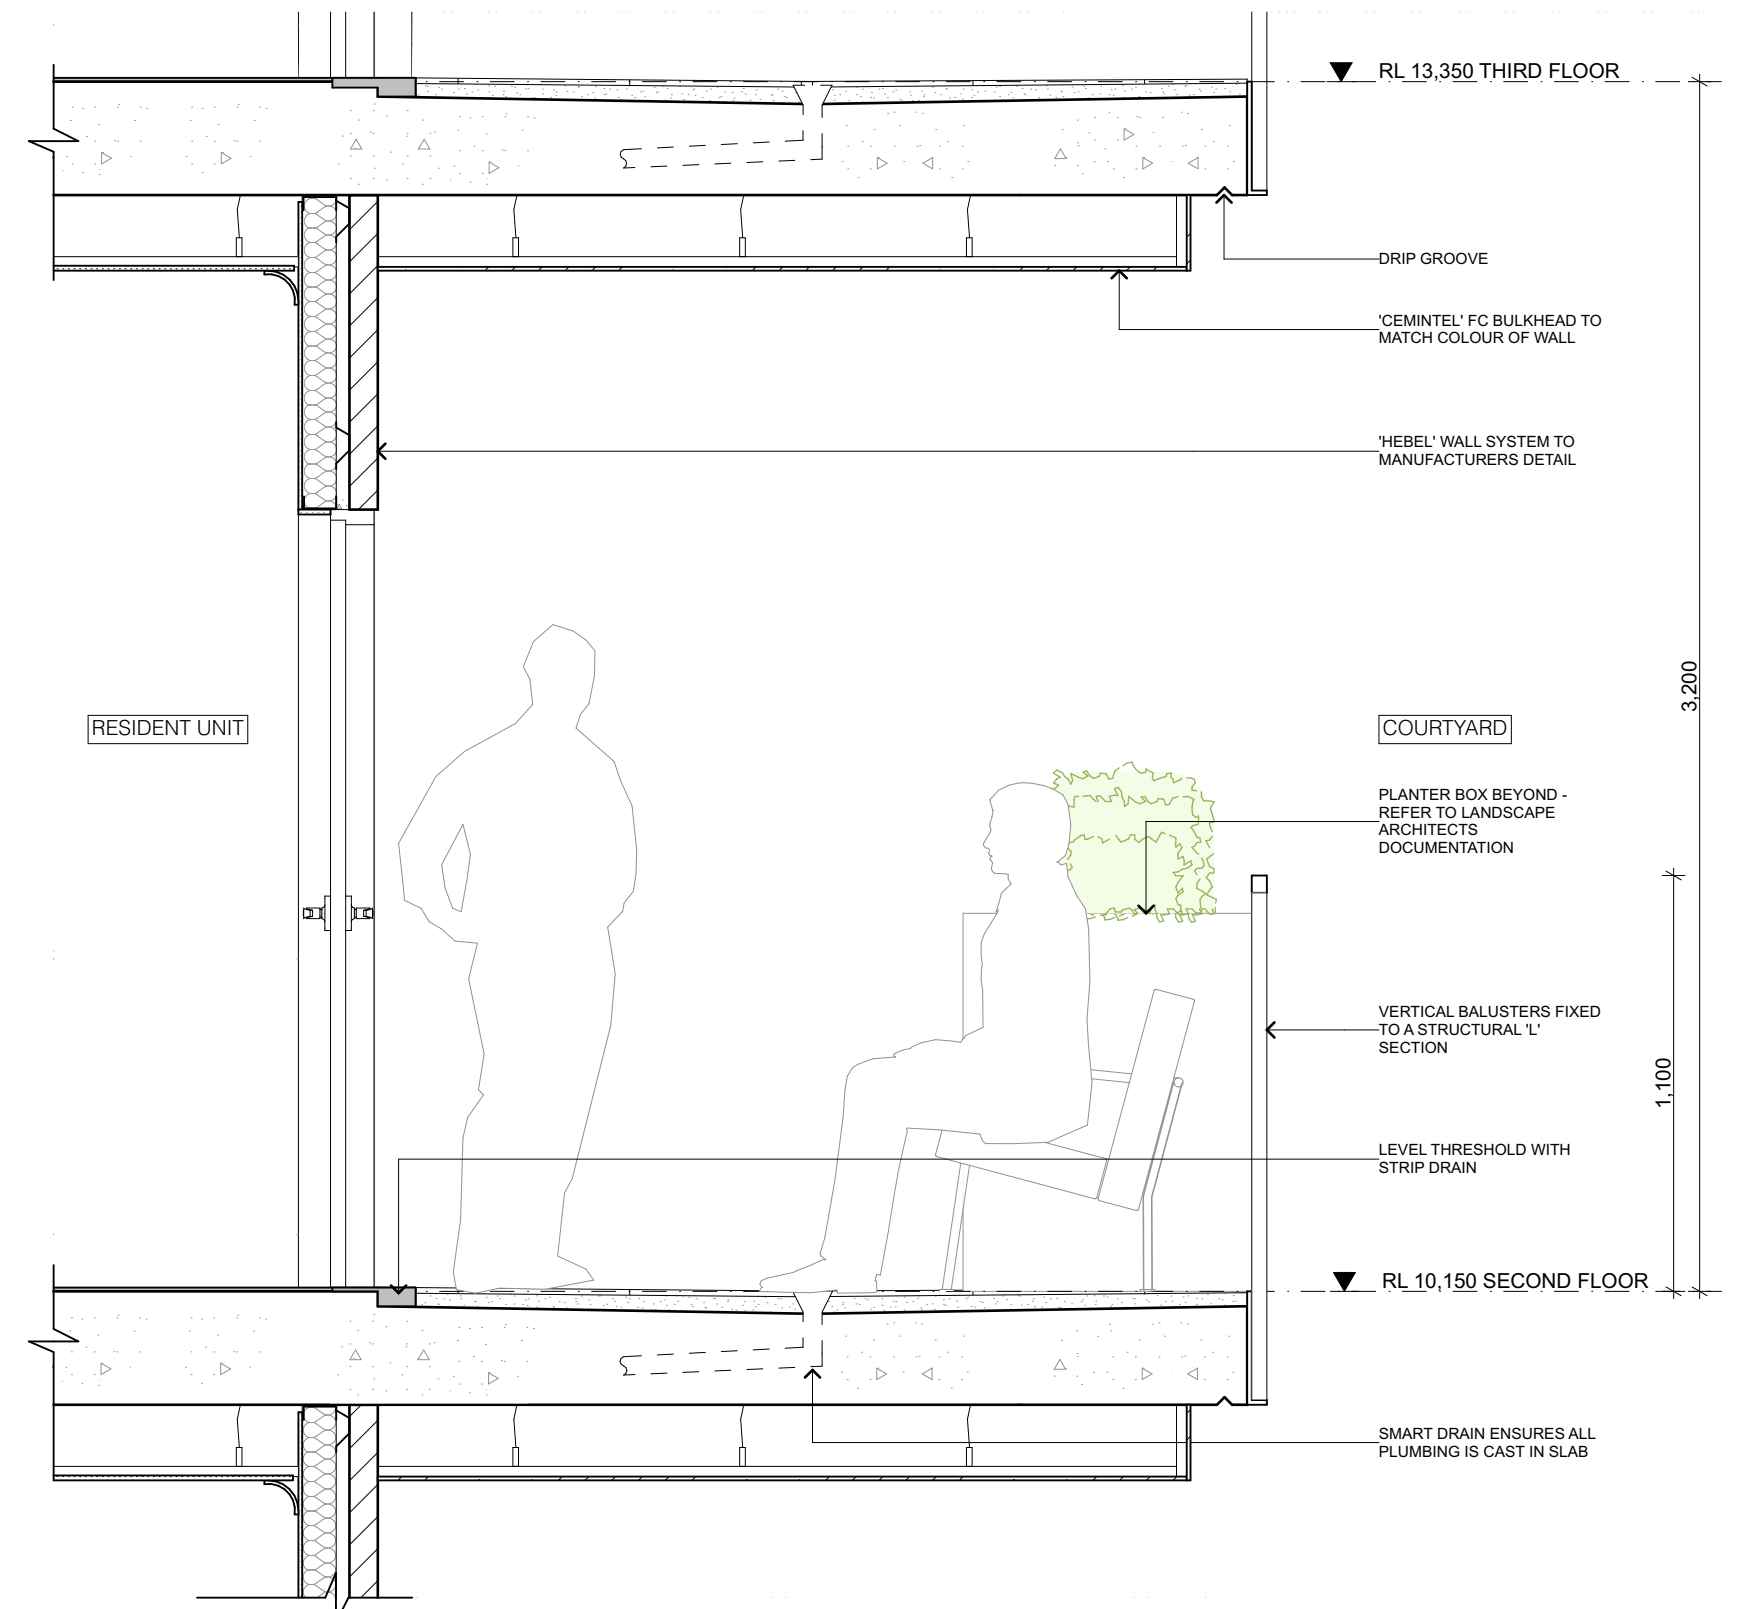 RL 13,350 THIRD FLOOR
DRIP GROOVE
'CEMINTEL' FC BULKHEAD TO
MATCH COLOUR OF WALL
'HEBEL' WALL SYSTEM TO
MANUFACTURERS DETAIL
3,200
RESIDENT UNIT
COURTYARD
PLANTER BOX BEYOND -
REFER TO LANDSCAPE
ARCHITECTS
DOCUMENTATION
VERTICAL BALUSTERS FIXED
TO A STRUCTURAL 'L'
SECTION
1,100
LEVEL THRESHOLD WITH
STRIP DRAIN
RL 10,150 SECOND FLOOR
SMART DRAIN ENSURES ALL
PLUMBING IS CAST IN SLAB